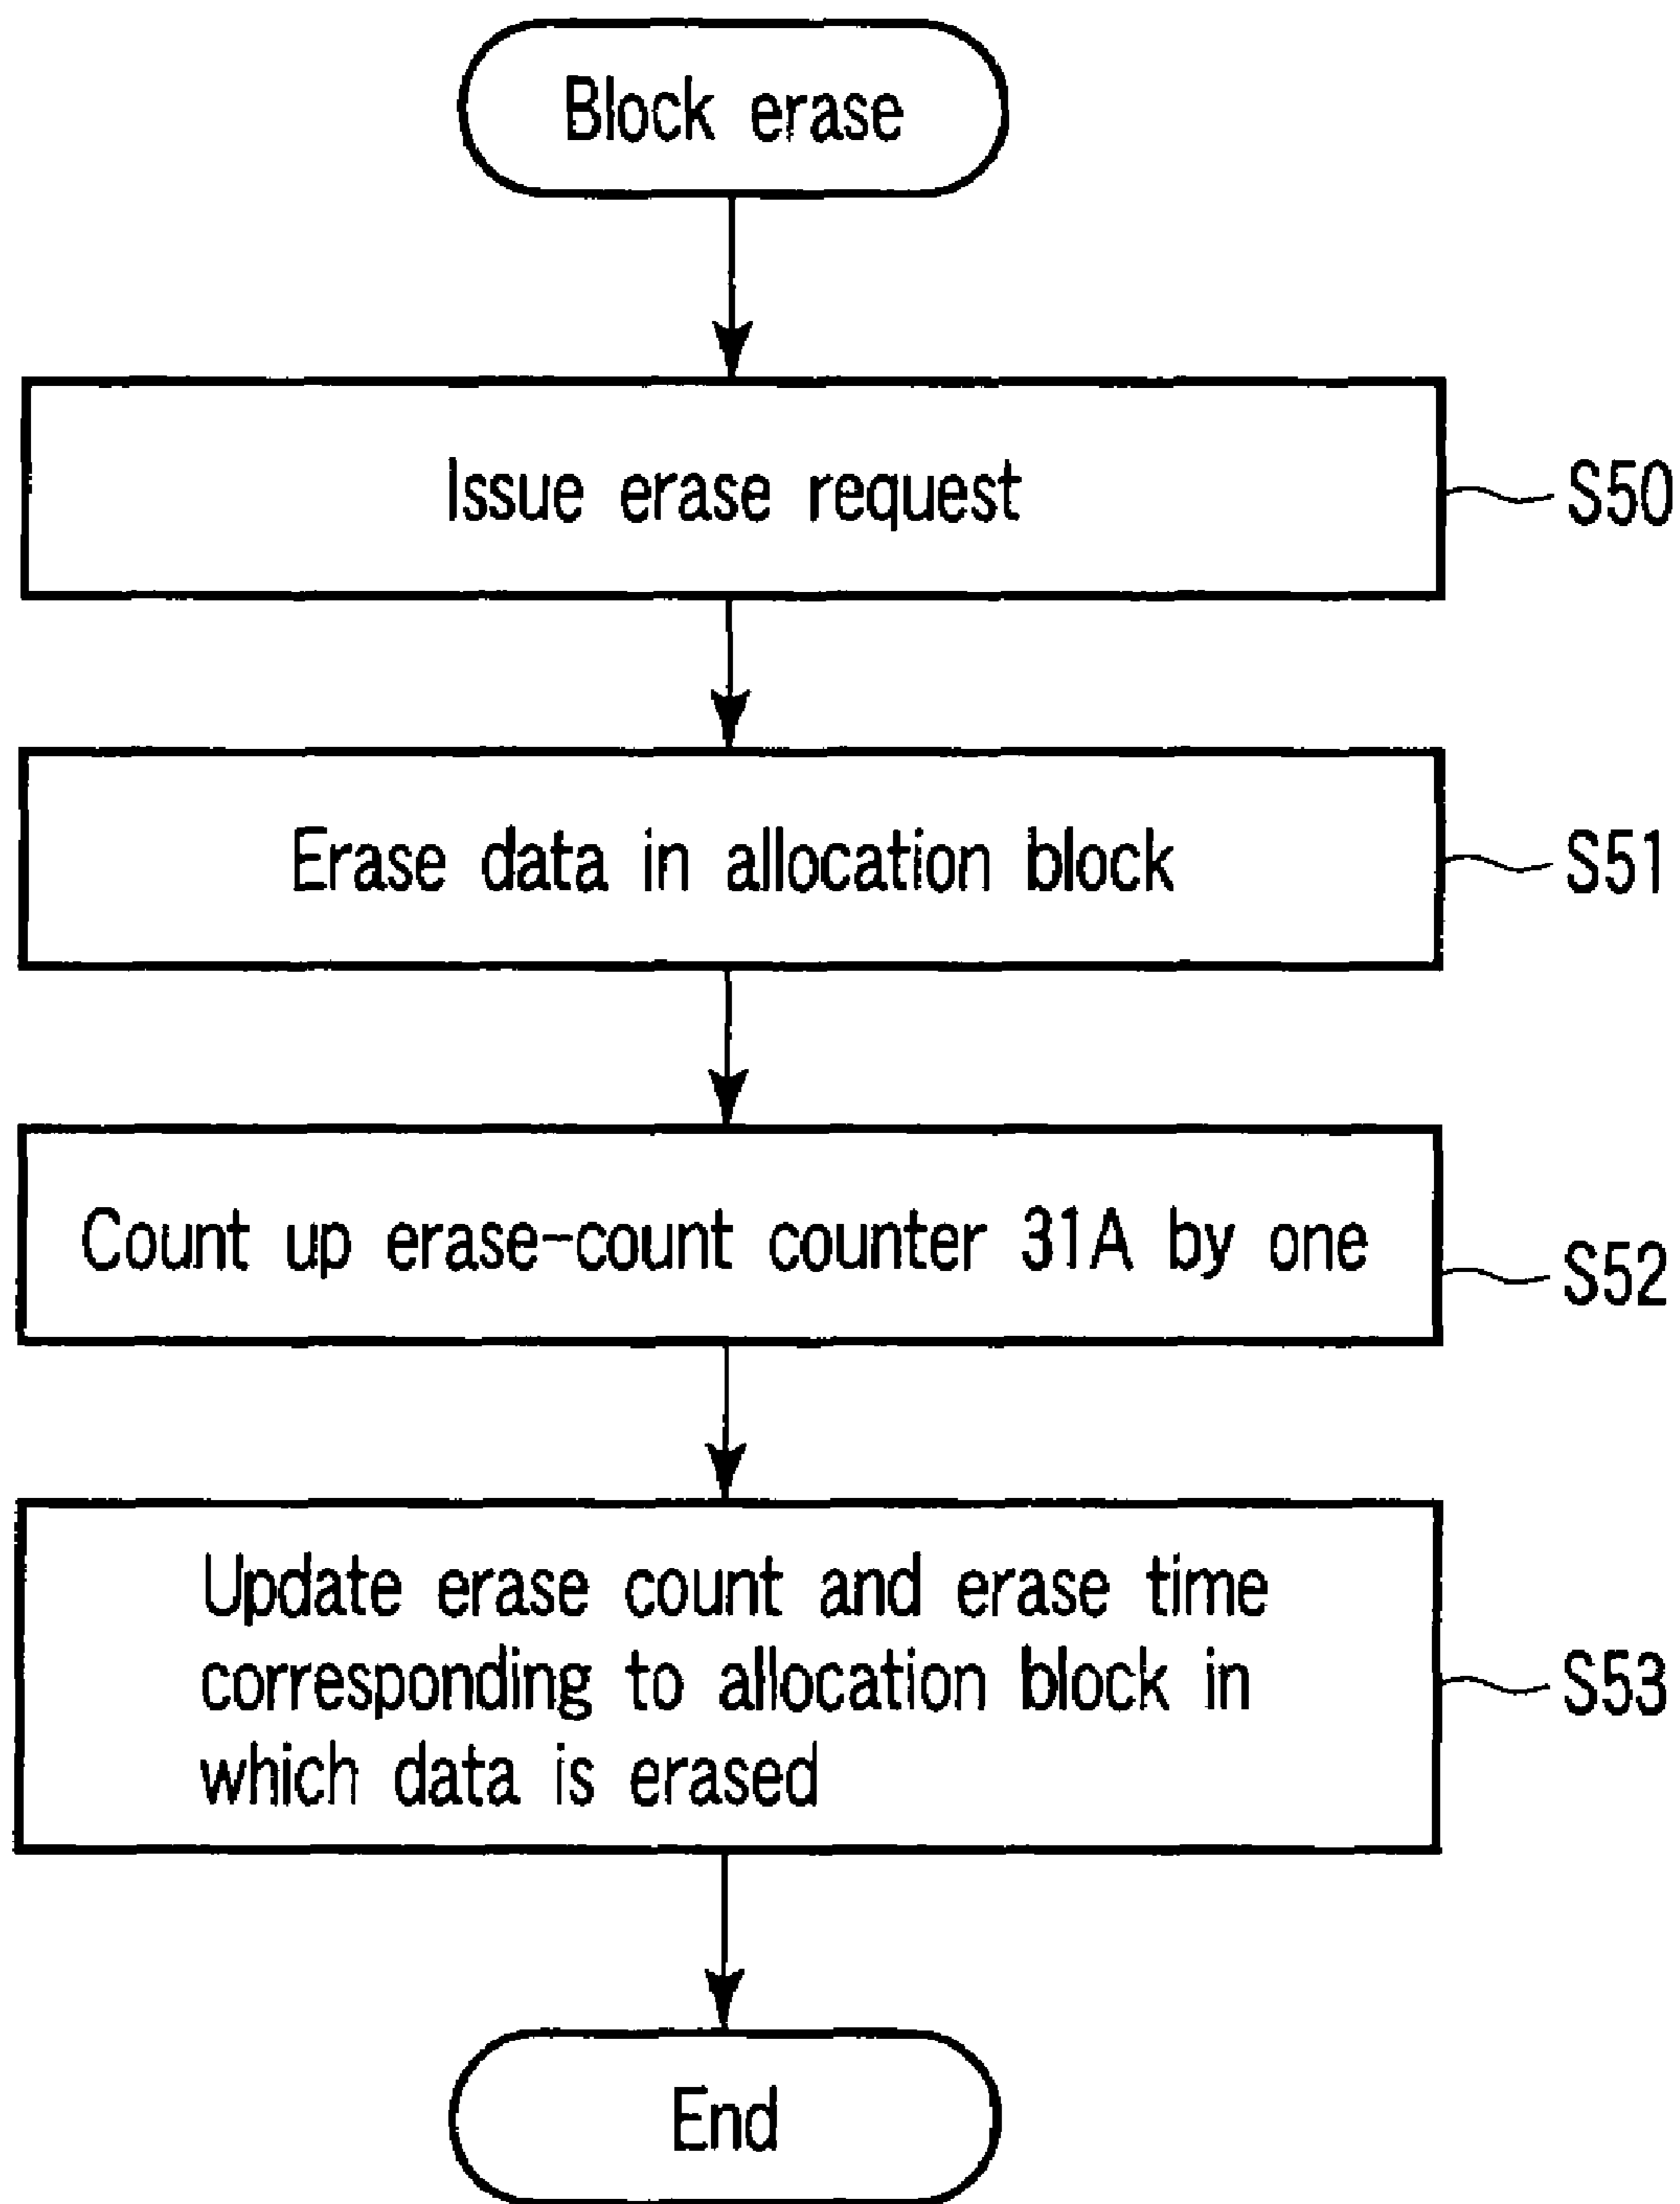 Block erase
Issue erase request
S50
Erase data in allocation block
S51
Count up erase-count counter 31A by one
S52
Update erase count and erase time
corresponding to allocation block in
which data is erased
S53
End